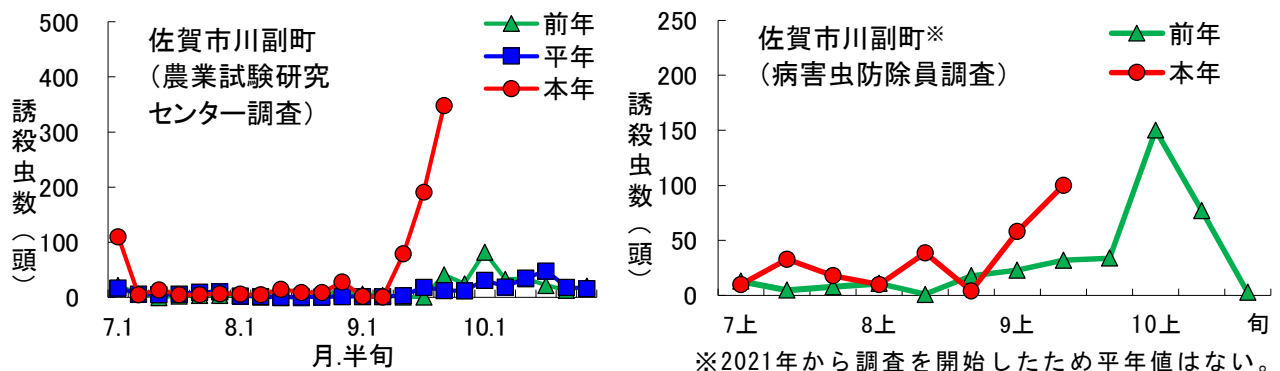 佐賀市川副町
（農業試験研究
センター調査）
前年
平年
本年
誘殺虫数（頭）
500
400
300
200
100
0
7.1
8.1
9.1
10.1
月.半旬
佐賀市川副町※
（病害虫防除員調査）
前年
本年
誘殺虫数（頭）
250
200
150
100
50
0
7上
8上
9上
10上
旬
※2021年から調査を開始したため平年値はない。